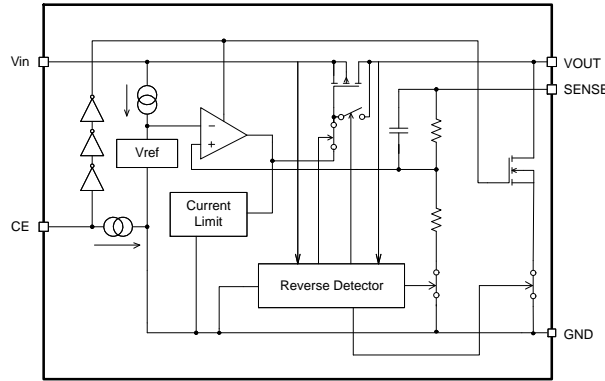 Vin
VOUT
SENSE
−
+
Vref
Current
Limit
CE
Reverse Detector
GND